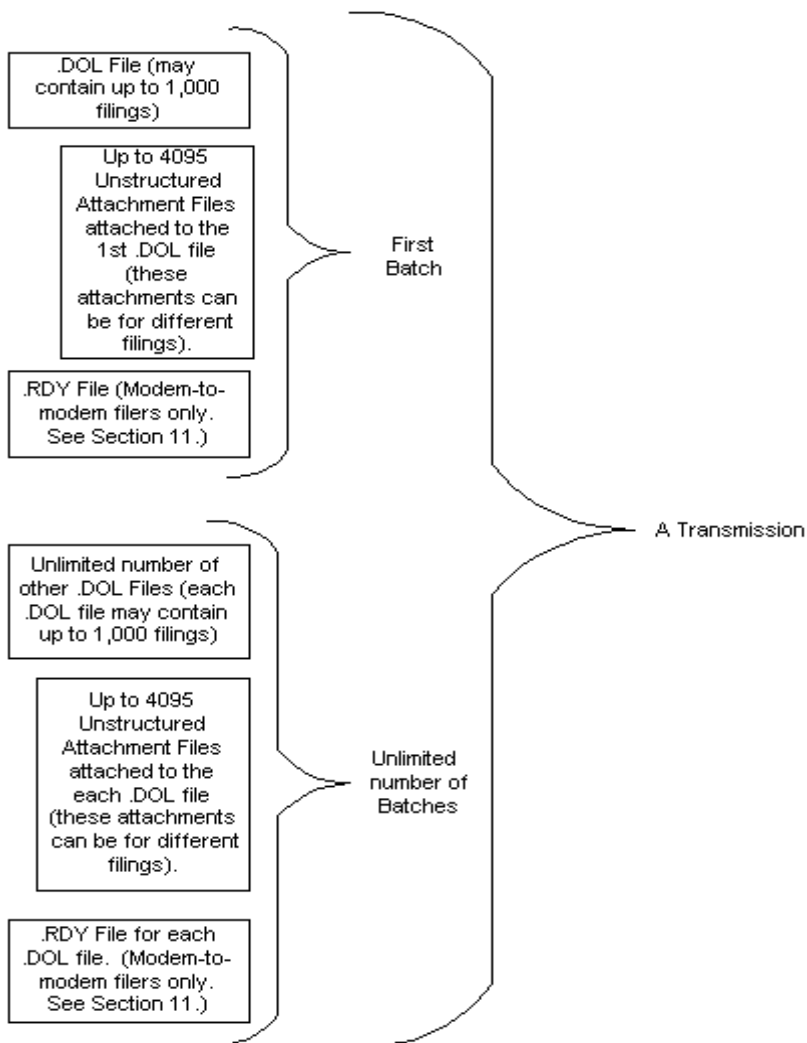 .DOL File (may
contain up to 1,000
filings)
Up to 4095
Unstructured
Attachment Files
attached to the
1st .DOL file
(these
attachments can
be for different
filings).
.RDY File (Modem-to-
modem filers only.
See Section 11.)
First
Batch
Unlimited number of
other .DOL Files (each
.DOL file may contain
up to 1,000 filings)
Up to 4095
Unstructured
Attachment Files
attached to the
each .DOL file
(these attachments
can be for different
filings).
.RDY File for each
.DOL file.  (Modem-to-
modem filers only.
See Section 11.)
Unlimited
number of
Batches
A Transmission